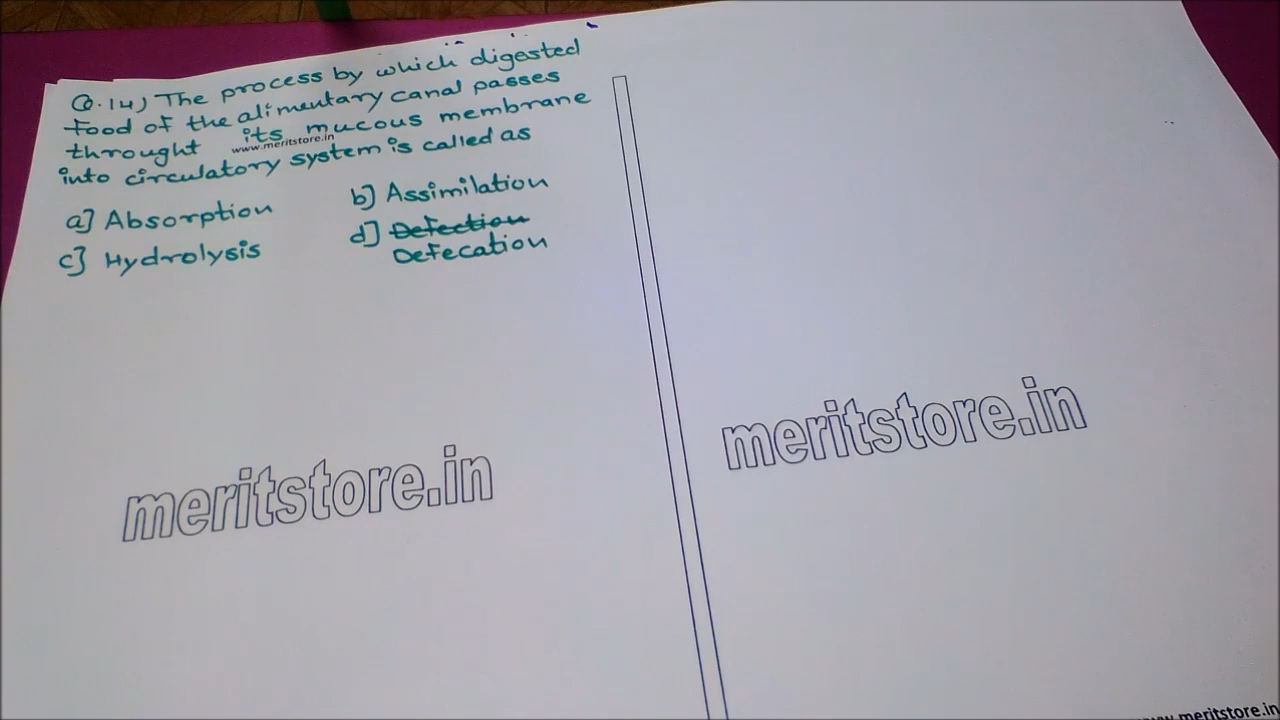 Q.14) The process by which digested
food of the alimentary canal passes
throught its mucous membrane
www.meritstore.in
into circulatory system is called as
a] Absorption
b] Assimilation
c] Hydrolysis
d] Defection
Defecation
meritstore.in
meritstore.in
www.meritstore.in